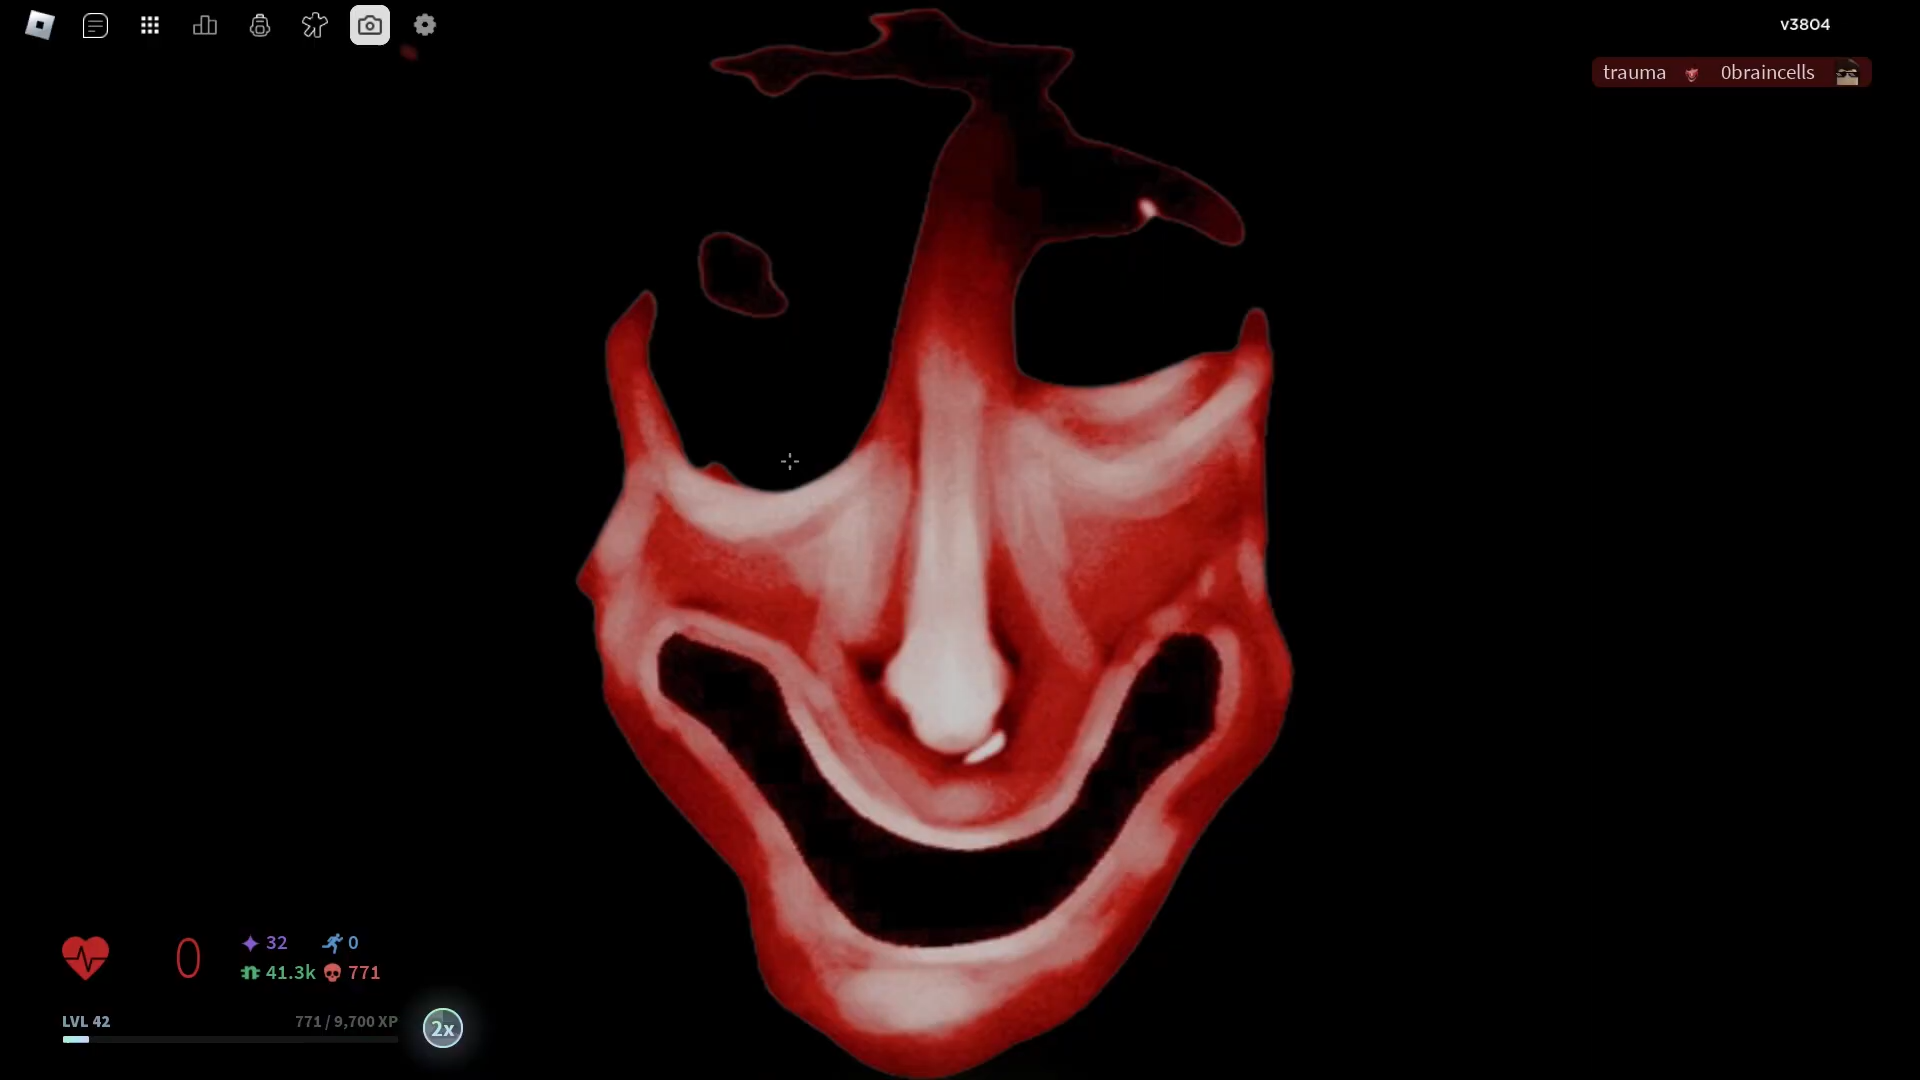 v3804
trauma 0braincells
0
32 0
41.3k 771
LVL 42 771 / 9,700 XP
2x